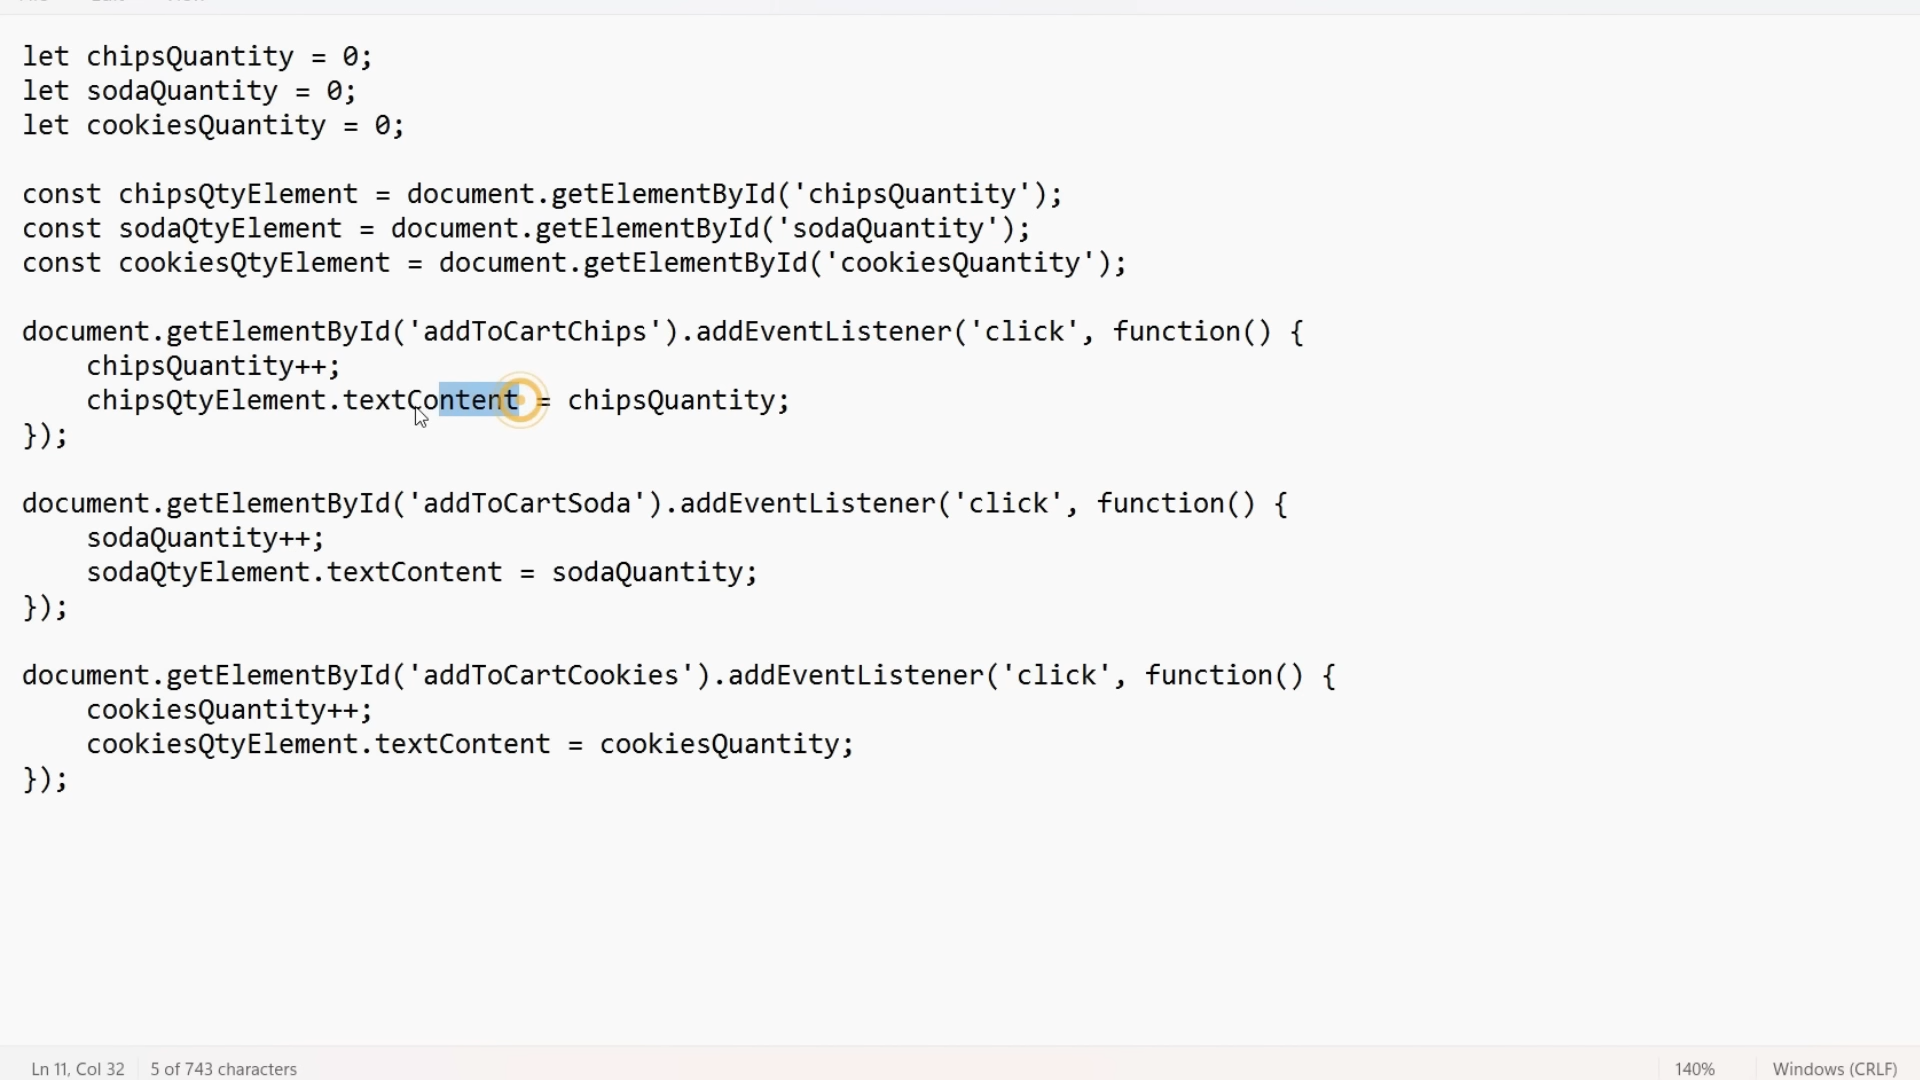 let chipsQuantity = 0;
let sodaQuantity = 0;
let cookiesQuantity = 0;

const chipsQtyElement = document.getElementById('chipsQuantity');
const sodaQtyElement = document.getElementById('sodaQuantity');
const cookiesQtyElement = document.getElementById('cookiesQuantity');

document.getElementById('addToCartChips').addEventListener('click', function() {
    chipsQuantity++;
    chipsQtyElement.textContent = chipsQuantity;
});

document.getElementById('addToCartSoda').addEventListener('click', function() {
    sodaQuantity++;
    sodaQtyElement.textContent = sodaQuantity;
});

document.getElementById('addToCartCookies').addEventListener('click', function() {
    cookiesQuantity++;
    cookiesQtyElement.textContent = cookiesQuantity;
});
Ln 11, Col 32 5 of 743 characters 140% Windows (CRLF)